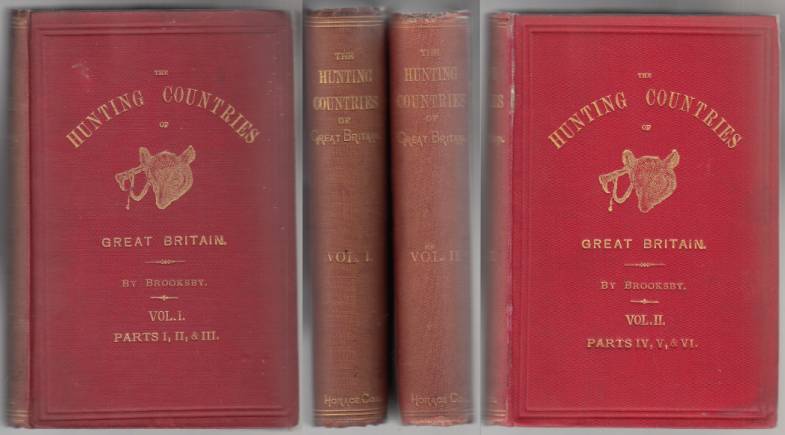 THE
HUNTING COUNTRIES
OF
GREAT BRITAIN.
BY BROOKSBY.
VOL. I.
PARTS I, II, & III.
THE
HUNTING
COUNTRIES
OF
GREAT BRITAIN.
VOL. I.
HORACE COX
THE
HUNTING
COUNTRIES
OF
GREAT BRITAIN.
VOL. II
HORACE
THE
HUNTING COUNTRIES
OF
GREAT BRITAIN.
BY BROOKSBY.
VOL. II.
PARTS IV, V, & VI.